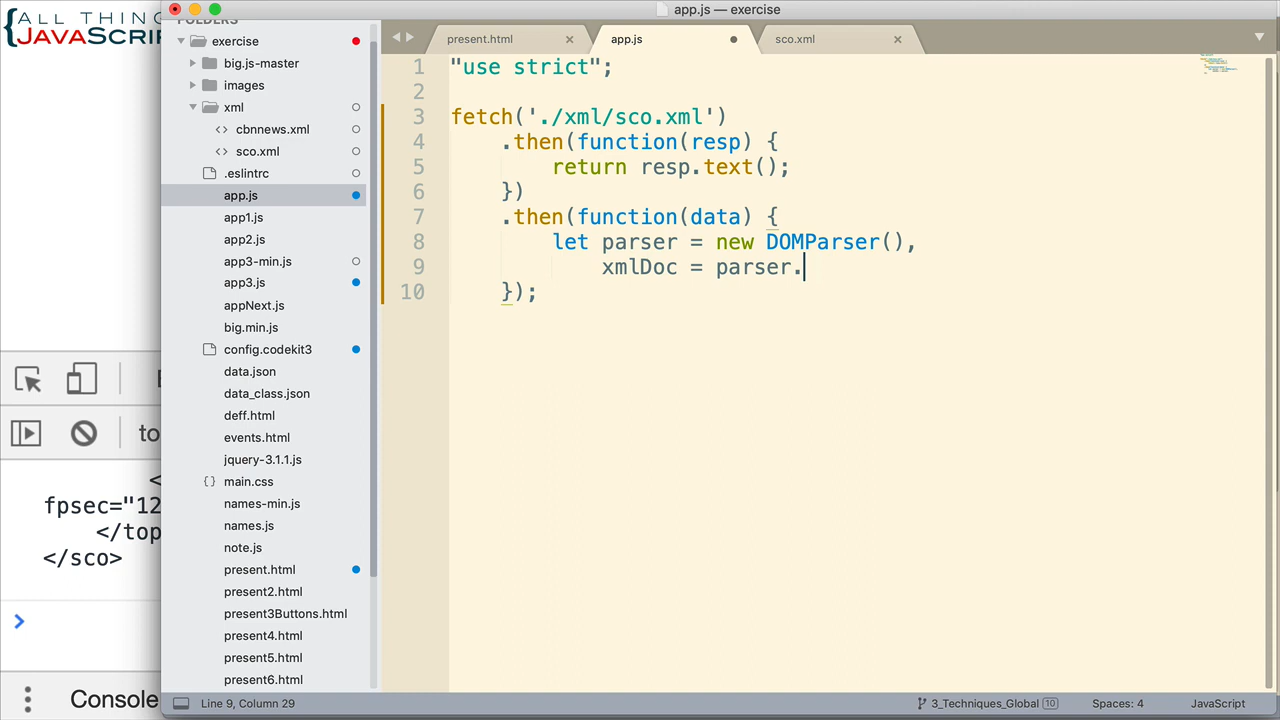 app.js — exercise
ALL THIN
{JAVASCRI
FOLDERS
exercise
big.js-master
images
xml
<> cbnnews.xml
<> sco.xml
.eslintrc
app.js
app1.js
app2.js
app3-min.js
app3.js
appNext.js
big.min.js
config.codekit3
data.json
data_class.json
deff.html
events.html
jquery-3.1.1.js
{} main.css
names-min.js
names.js
note.js
present.html
present2.html
present3Buttons.html
present4.html
present5.html
present6.html
present.html
app.js
sco.xml
1 "use strict";
2
3 fetch('./xml/sco.xml')
4 .then(function(resp) {
5 return resp.text();
6 })
7 .then(function(data) {
8 let parser = new DOMParser(),
9 xmlDoc = parser.
10 });
to
<
fpsec="12
</top
</sco>
>
Console
Line 9, Column 29
3_Techniques_Global 10
Spaces: 4
JavaScript